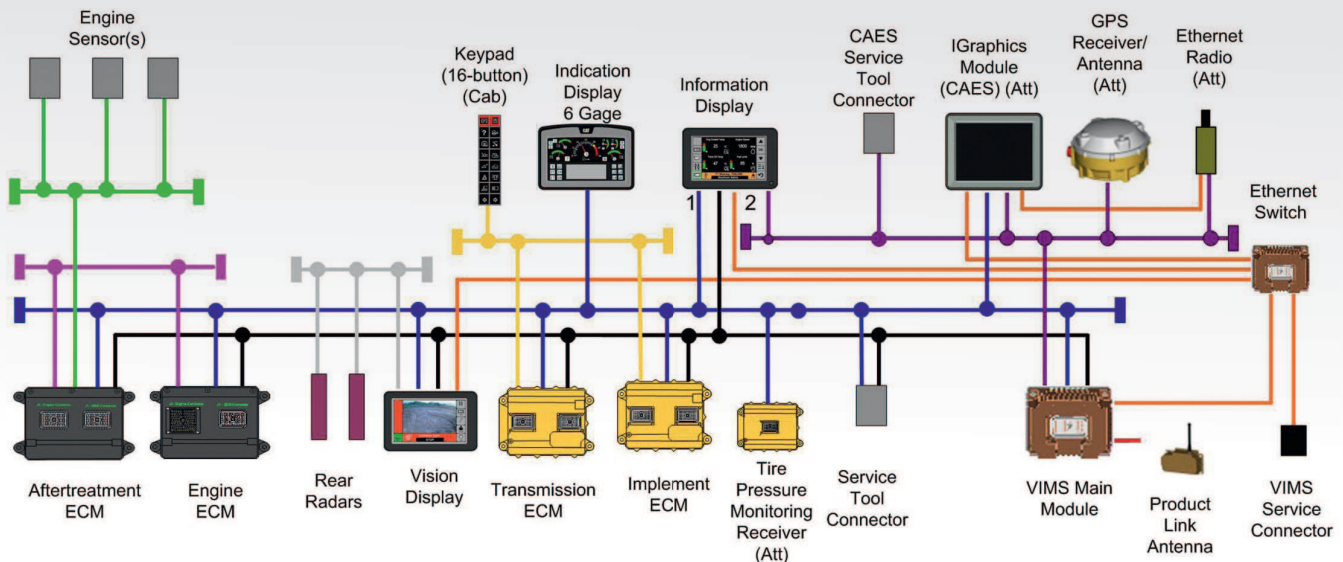 Engine
Sensor(s)
Keypad
(16-button)
(Cab)
Indication
Display
6 Gage
Information
Display
CAES
Service
Tool
Connector
IGraphics
Module
(CAES) (Att)
GPS
Receiver/
Antenna
(Att)
Ethernet
Radio
(Att)
Ethernet
Switch
1
2
Aftertreatment
ECM
Engine
ECM
Rear
Radars
Vision
Display
Transmission
ECM
Implement
ECM
Tire
Pressure
Monitoring
Receiver
(Att)
Service
Tool
Connector
VIMS Main
Module
Product
Link
Antenna
VIMS
Service
Connector